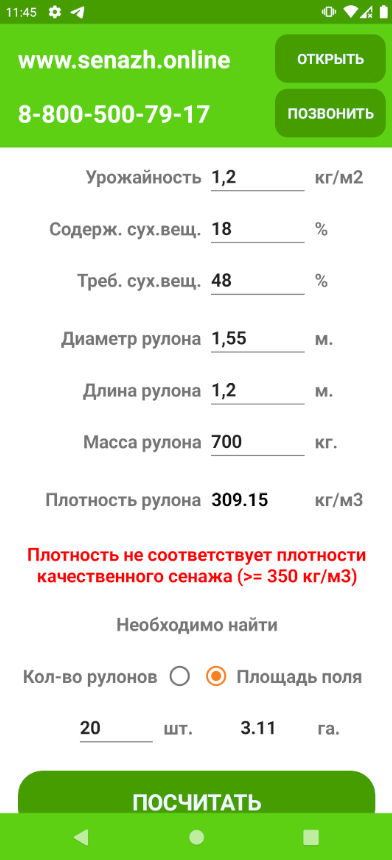 11:45
www.senazh.online ОТКРЫТЬ
8-800-500-79-17 ПОЗВОНИТЬ
Урожайность 1,2 кг/м2
Содерж. сух.вещ. 18 %
Треб. сух.вещ. 48 %
Диаметр рулона 1,55 м.
Длина рулона 1,2 м.
Масса рулона 700 кг.
Плотность рулона 309.15 кг/м3
Плотность не соответствует плотности
качественного сенажа (>= 350 кг/м3)
Необходимо найти
Кол-во рулонов Площадь поля
20 шт. 3.11 га.
ПОСЧИТАТЬ